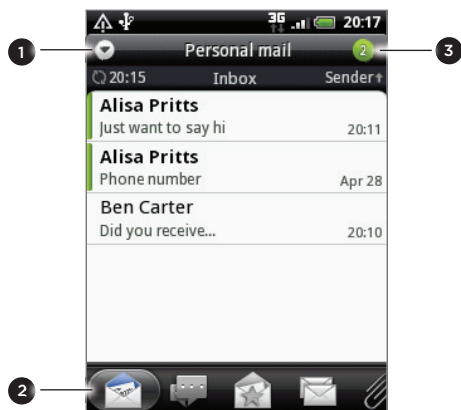 3G 20:17
1 Personal mail 2 3
20:15 Inbox Sender↑
Alisa Pritts
Just want to say hi 20:11
Alisa Pritts
Phone number Apr 28
Ben Carter
Did you receive... 20:10
2